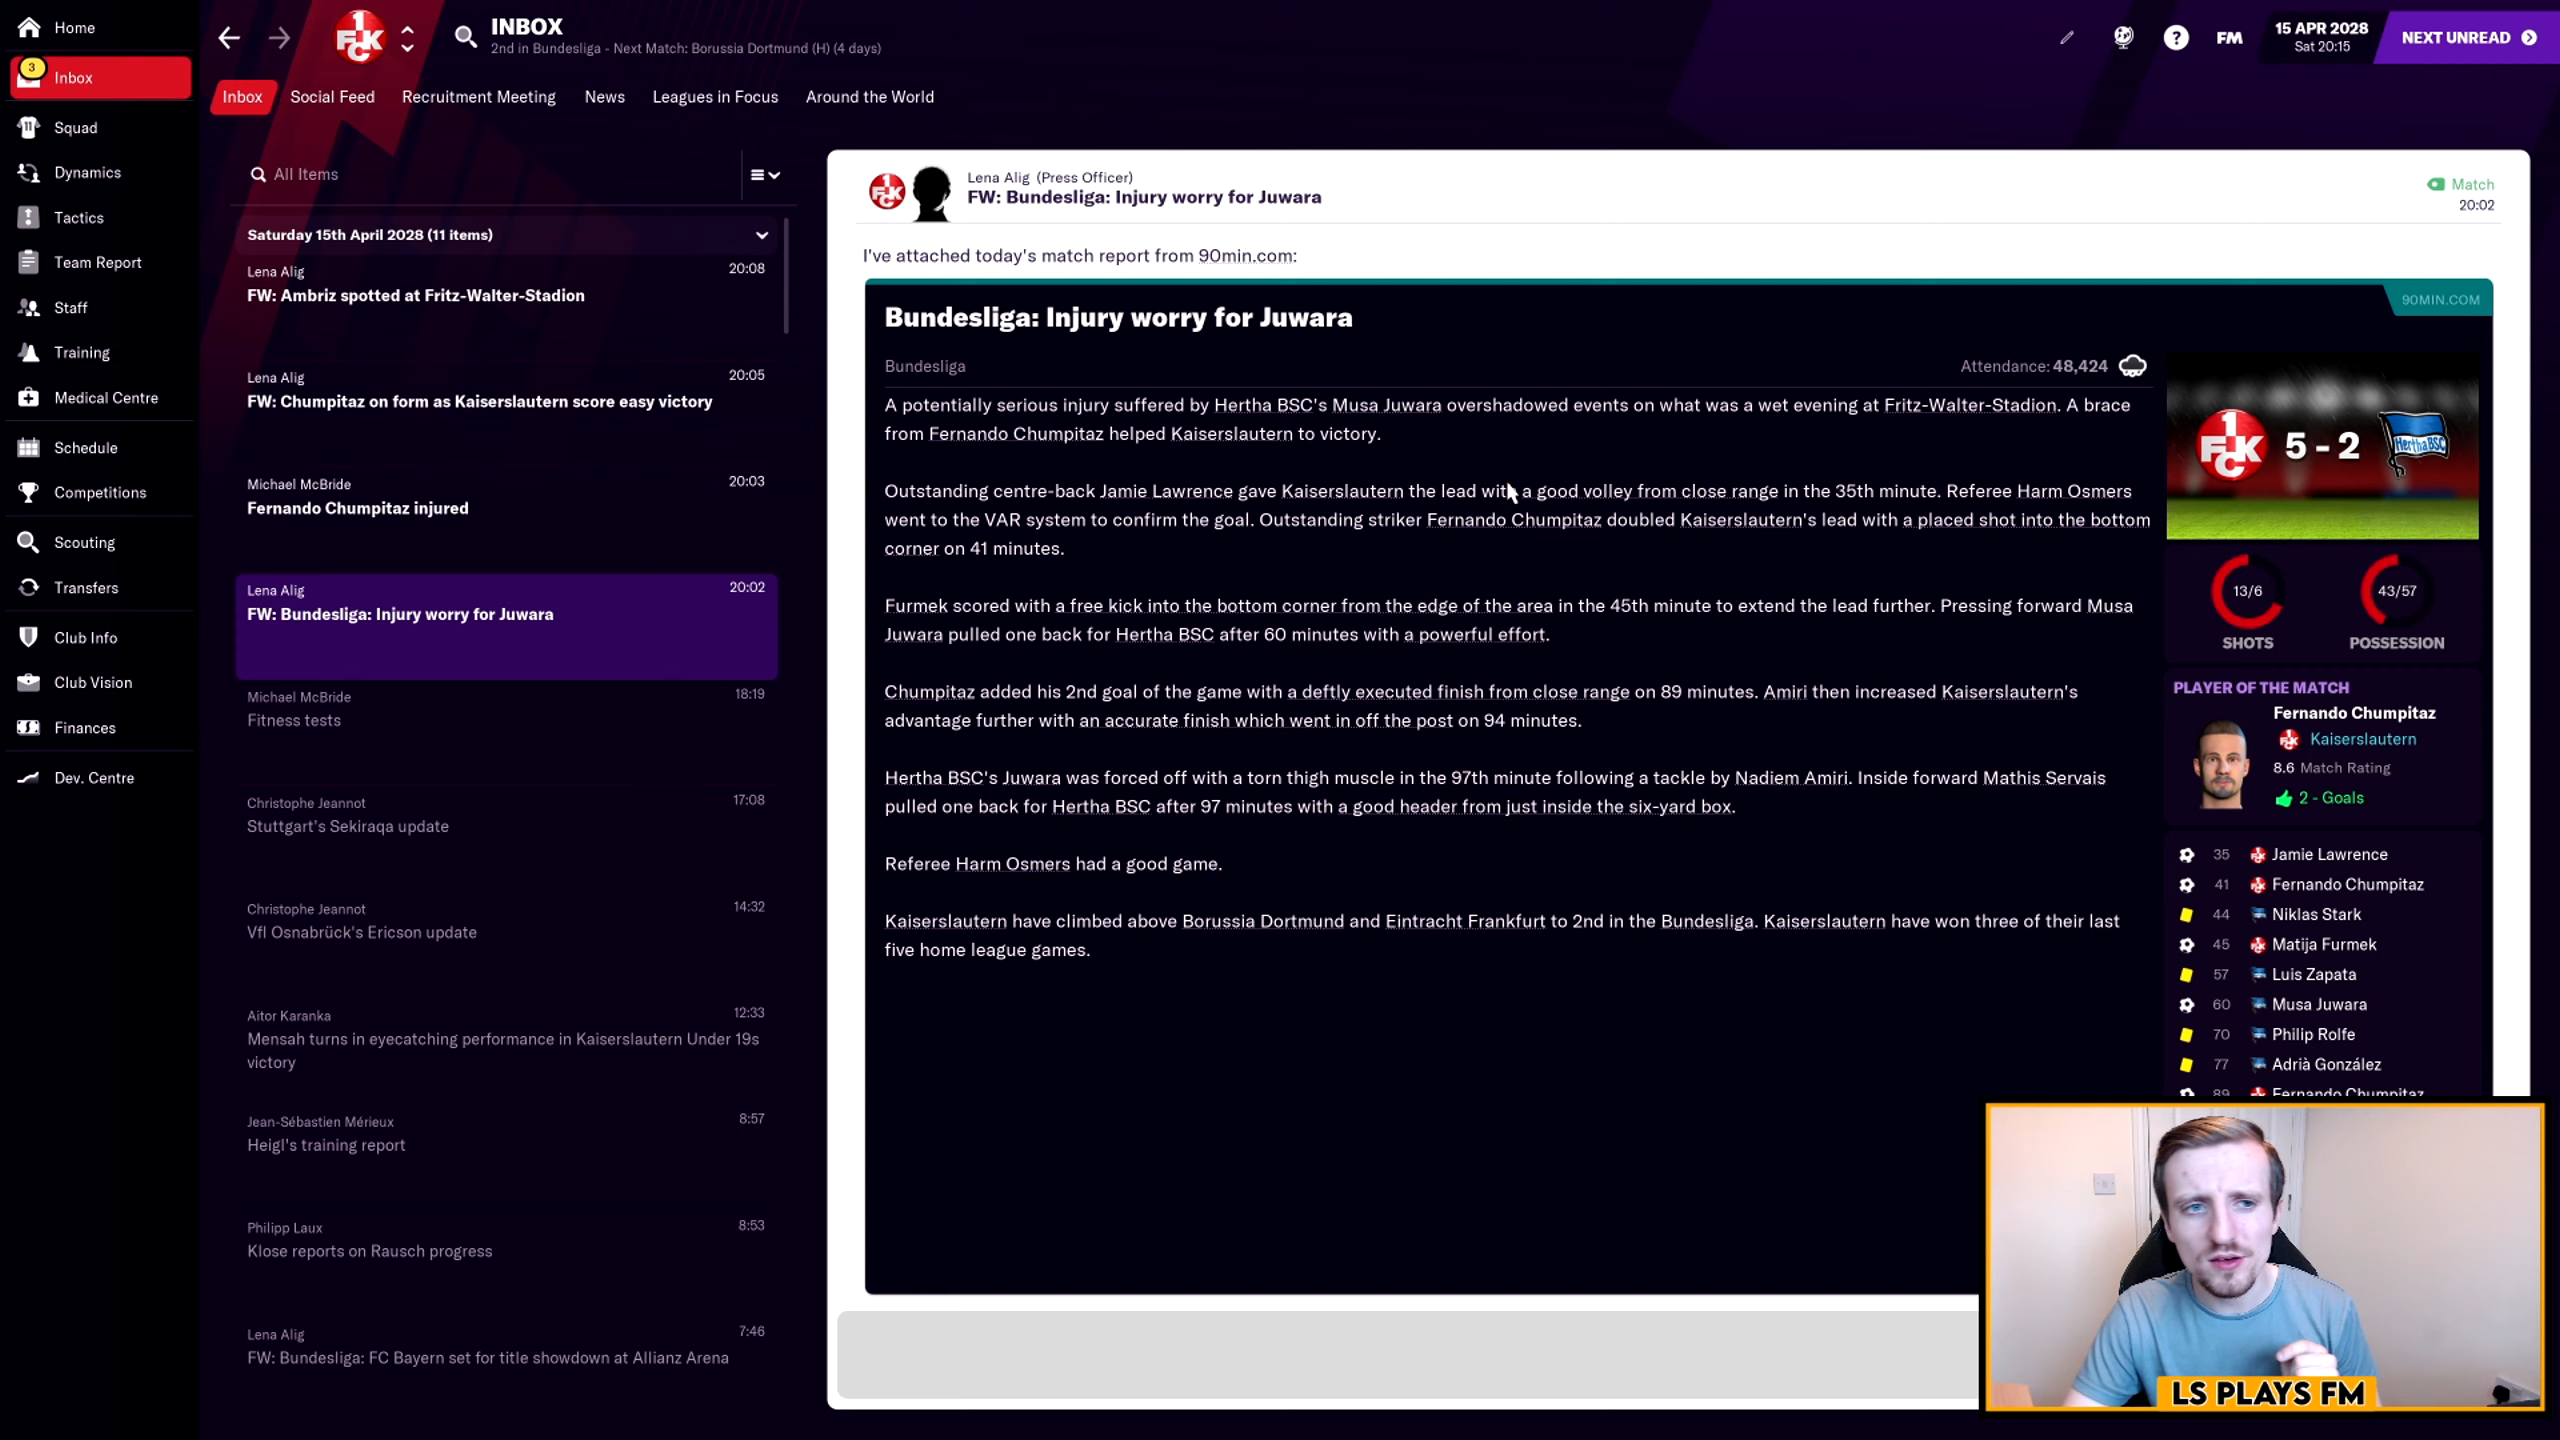 Home
3
Inbox
Squad
Dynamics
Tactics
Team Report
Staff
Training
Medical Centre
Schedule
Competitions
Scouting
Transfers
Club Info
Club Vision
Finances
Dev. Centre
INBOX
2nd in Bundesliga - Next Match: Borussia Dortmund (H) (4 days)
FM
15 APR 2028
Sat 20:15
NEXT UNREAD
Inbox
Social Feed
Recruitment Meeting
News
Leagues in Focus
Around the World
All Items
Saturday 15th April 2028 (11 items)
Lena Alig 20:08
FW: Ambriz spotted at Fritz-Walter-Stadion
Lena Alig 20:05
FW: Chumpitaz on form as Kaiserslautern score easy victory
Michael McBride 20:03
Fernando Chumpitaz injured
Lena Alig 20:02
FW: Bundesliga: Injury worry for Juwara
Michael McBride 18:19
Fitness tests
Christophe Jeannot 17:08
Stuttgart's Sekiraqa update
Christophe Jeannot 14:32
Vfl Osnabrück's Ericson update
Aitor Karanka 12:33
Mensah turns in eyecatching performance in Kaiserslautern Under 19s
victory
Jean-Sébastien Mérieux 8:57
Heigl's training report
Philipp Laux 8:53
Klose reports on Rausch progress
Lena Alig 7:46
FW: Bundesliga: FC Bayern set for title showdown at Allianz Arena
Lena Alig (Press Officer)
FW: Bundesliga: Injury worry for Juwara
Match
20:02
I've attached today's match report from 90min.com:
90MIN.COM
Bundesliga: Injury worry for Juwara
Bundesliga
Attendance: 48,424
A potentially serious injury suffered by Hertha BSC's Musa Juwara overshadowed events on what was a wet evening at Fritz-Walter-Stadion. A brace
from Fernando Chumpitaz helped Kaiserslautern to victory.
Outstanding centre-back Jamie Lawrence gave Kaiserslautern the lead with a good volley from close range in the 35th minute. Referee Harm Osmers
went to the VAR system to confirm the goal. Outstanding striker Fernando Chumpitaz doubled Kaiserslautern's lead with a placed shot into the bottom
corner on 41 minutes.
Furmek scored with a free kick into the bottom corner from the edge of the area in the 45th minute to extend the lead further. Pressing forward Musa
Juwara pulled one back for Hertha BSC after 60 minutes with a powerful effort.
Chumpitaz added his 2nd goal of the game with a deftly executed finish from close range on 89 minutes. Amiri then increased Kaiserslautern's
advantage further with an accurate finish which went in off the post on 94 minutes.
Hertha BSC's Juwara was forced off with a torn thigh muscle in the 97th minute following a tackle by Nadiem Amiri. Inside forward Mathis Servais
pulled one back for Hertha BSC after 97 minutes with a good header from just inside the six-yard box.
Referee Harm Osmers had a good game.
Kaiserslautern have climbed above Borussia Dortmund and Eintracht Frankfurt to 2nd in the Bundesliga. Kaiserslautern have won three of their last
five home league games.
1 FCK 5 - 2 Hertha BSC
13/6 43/57
SHOTS POSSESSION
PLAYER OF THE MATCH
Fernando Chumpitaz
Kaiserslautern
8.6 Match Rating
2 - Goals
35 Jamie Lawrence
41 Fernando Chumpitaz
44 Niklas Stark
45 Matija Furmek
57 Luis Zapata
60 Musa Juwara
70 Philip Rolfe
77 Adrià González
89 Fernando Chumpitaz
LS PLAYS FM